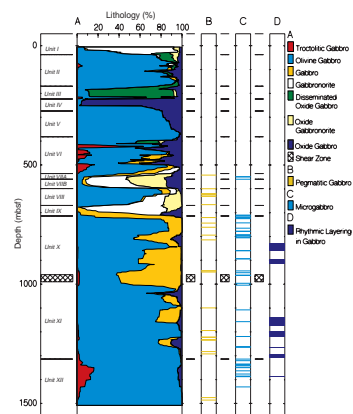 Lithology (%)
A
0 20 40 60 80 100
B
C
D
0
500
1000
1500
Depth (mbsf)
Unit I
Unit II
Unit III
Unit IV
Unit V
Unit VI
Unit VIIA
Unit VIIB
Unit VIII
Unit IX
Unit X
Unit XI
Unit XII
A
Troctolitic Gabbro
Olivine Gabbro
Gabbro
Gabbronorite
Disseminated
Oxide Gabbro
Oxide
Gabbronorite
Oxide Gabbro
Shear Zone
B
Pegmatitic Gabbro
C
Microgabbro
D
Rhythmic Layering
in Gabbro